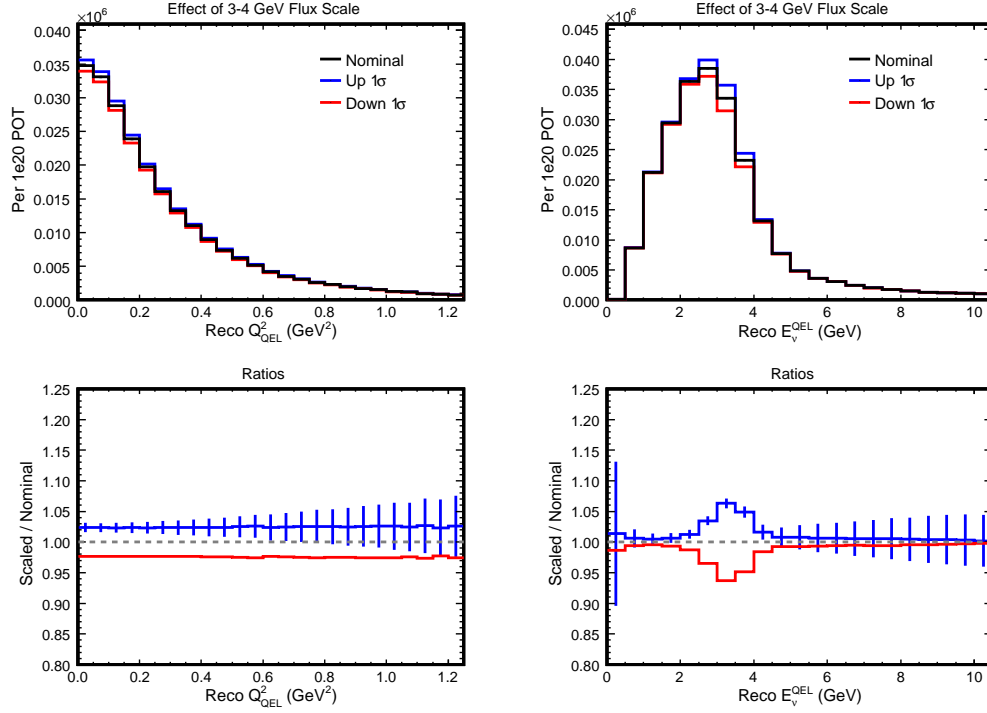 Effect of 3-4 GeV Flux Scale
×10⁶
0.040
0.035
0.030
0.025
0.020
0.015
0.010
0.005
0.000
Per 1e20 POT
Nominal
Up 1σ
Down 1σ
0.0 0.2 0.4 0.6 0.8 1.0 1.2
Reco Q²QEL (GeV²)
Effect of 3-4 GeV Flux Scale
×10⁶
0.045
0.040
0.035
0.030
0.025
0.020
0.015
0.010
0.005
0.000
Per 1e20 POT
Nominal
Up 1σ
Down 1σ
0 2 4 6 8 10
Reco EνQEL (GeV)
Ratios
1.25
1.20
1.15
1.10
1.05
1.00
0.95
0.90
0.85
0.80
Scaled / Nominal
0.0 0.2 0.4 0.6 0.8 1.0 1.2
Reco Q²QEL (GeV²)
Ratios
1.25
1.20
1.15
1.10
1.05
1.00
0.95
0.90
0.85
0.80
Scaled / Nominal
0 2 4 6 8 10
Reco EνQEL (GeV)